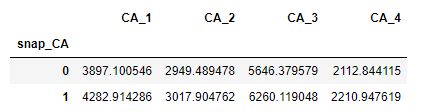 CA_1 CA_2 CA_3 CA_4
snap_CA
0 3897.100546 2949.489478 5646.379579 2112.844115
1 4282.914286 3017.904762 6260.119048 2210.947619